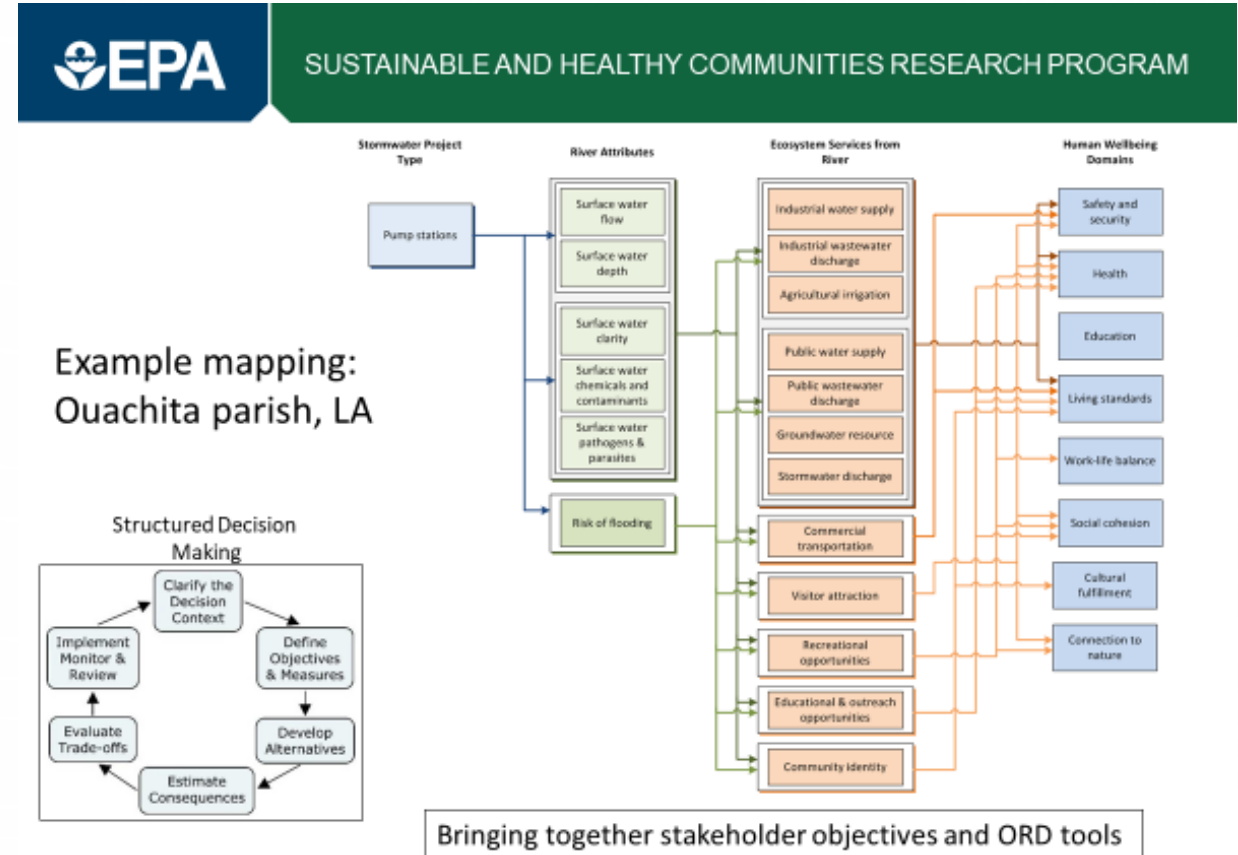 EPA
SUSTAINABLE AND HEALTHY COMMUNITIES RESEARCH PROGRAM
Stormwater Project
Type
River Attributes
Ecosystem Services from
River
Human Wellbeing
Domains
Pump stations
Surface water
flow
Surface water
depth
Surface water
clarity
Surface water
chemicals and
contaminants
Surface water
pathogens &
parasites
Risk of flooding
Industrial water supply
Industrial wastewater
discharge
Agricultural irrigation
Public water supply
Public wastewater
discharge
Groundwater resource
Stormwater discharge
Commercial
transportation
Visitor attraction
Recreational
opportunities
Educational & outreach
opportunities
Community identity
Safety and
security
Health
Education
Living standards
Work-life balance
Social cohesion
Cultural
fulfillment
Connection to
nature
Example mapping:
Ouachita parish, LA
Structured Decision
Making
Clarify the
Decision
Context
Define
Objectives
& Measures
Develop
Alternatives
Estimate
Consequences
Evaluate
Trade-offs
Implement
Monitor &
Review
Bringing together stakeholder objectives and ORD tools